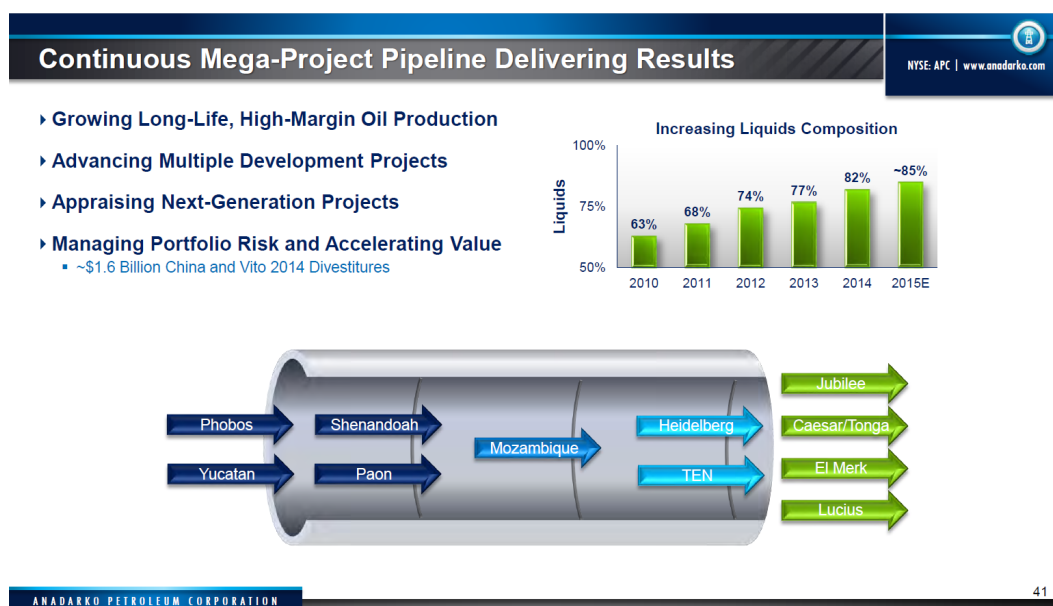 Continuous Mega-Project Pipeline Delivering Results
NYSE: APC | www.anadarko.com
Growing Long-Life, High-Margin Oil Production
Advancing Multiple Development Projects
Appraising Next-Generation Projects
Managing Portfolio Risk and Accelerating Value
~$1.6 Billion China and Vito 2014 Divestitures
Increasing Liquids Composition
Liquids
100%
75%
50%
63%
68%
74%
77%
82%
~85%
2010
2011
2012
2013
2014
2015E
Phobos
Yucatan
Shenandoah
Paon
Mozambique
Heidelberg
TEN
Jubilee
Caesar/Tonga
El Merk
Lucius
ANADARKO PETROLEUM CORPORATION
41